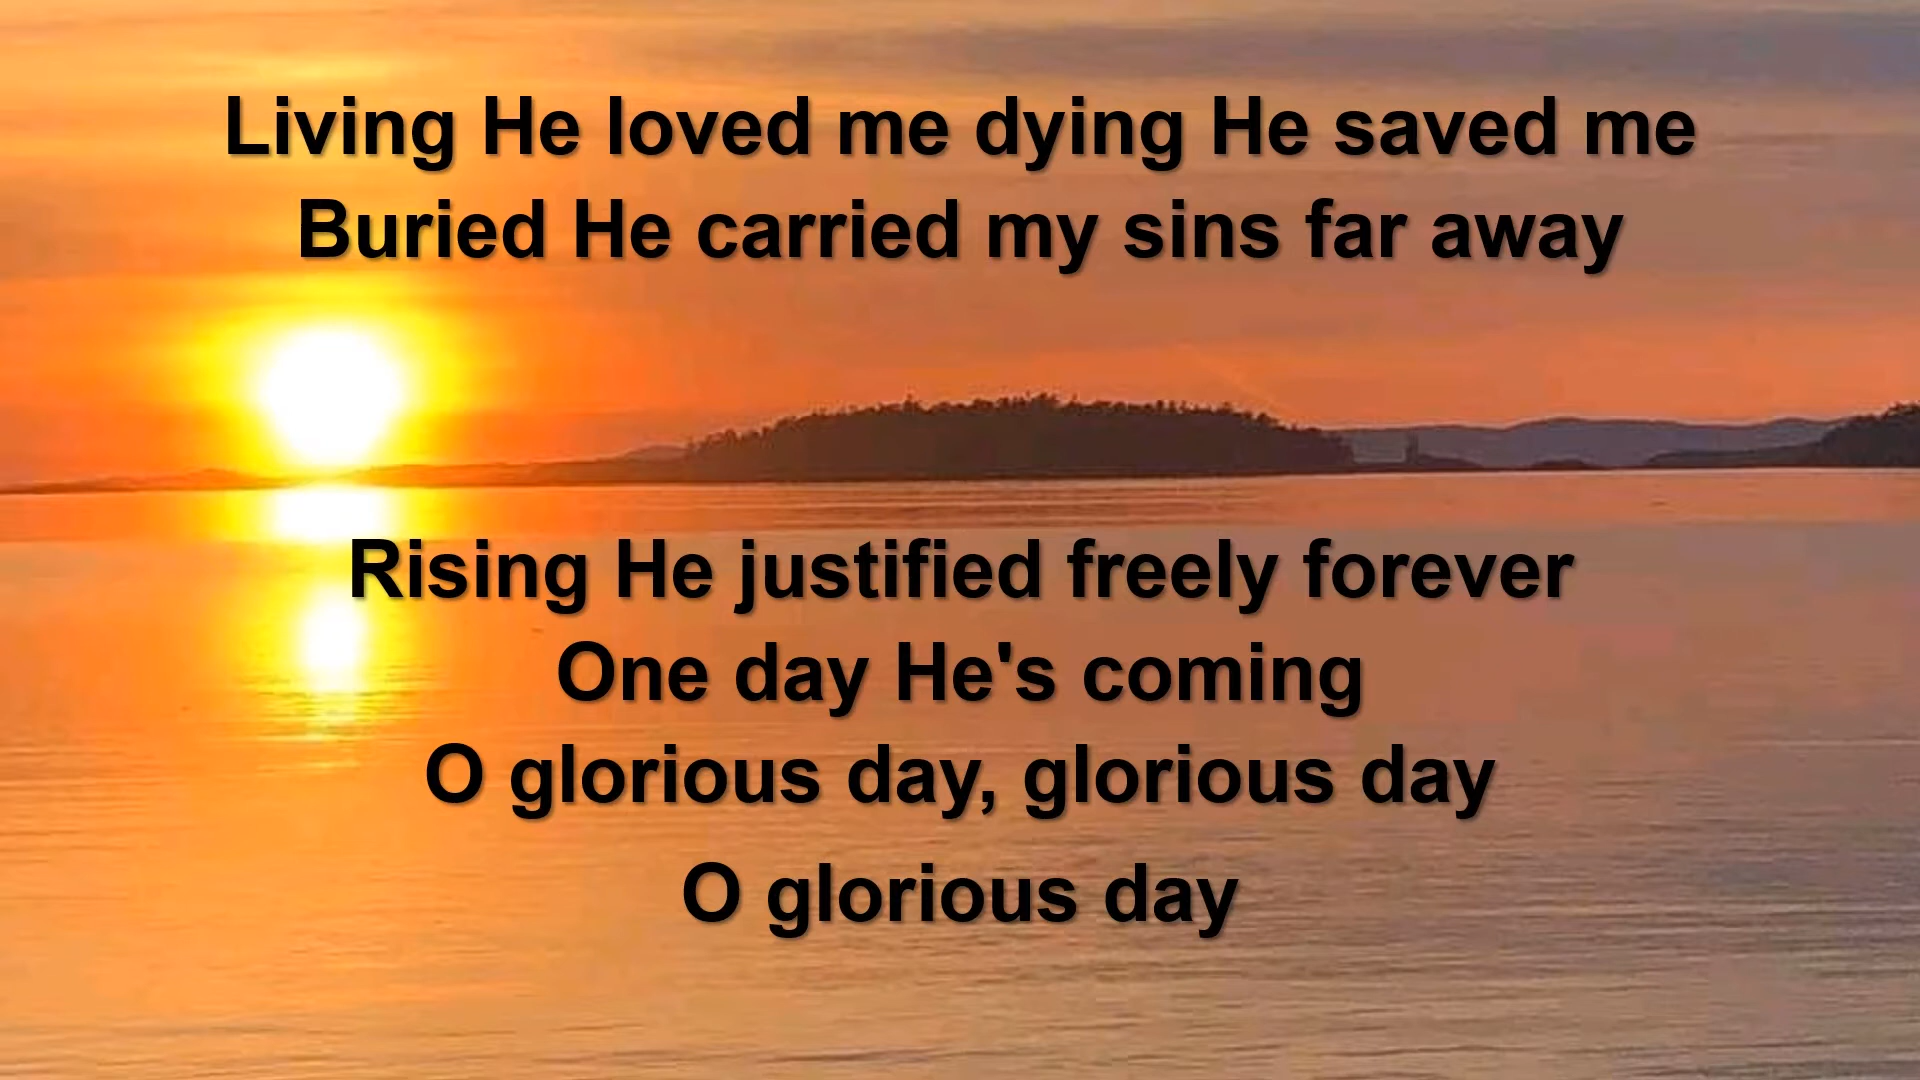 Living He loved me dying He saved me
Buried He carried my sins far away
Rising He justified freely forever
One day He's coming
O glorious day, glorious day
O glorious day